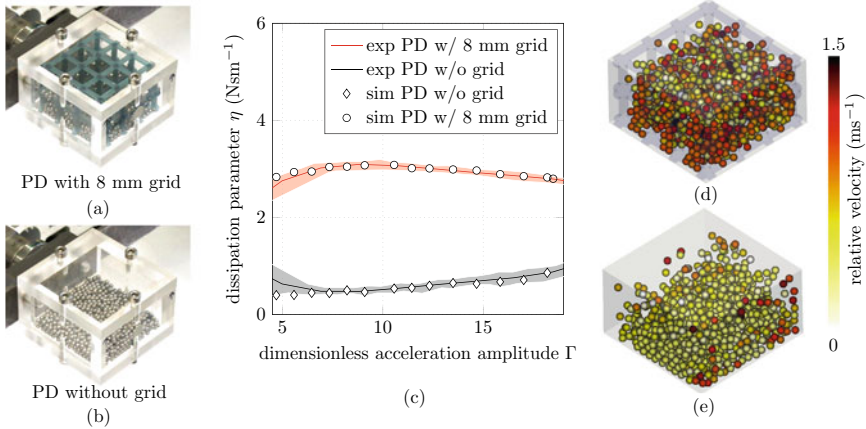 PD with 8 mm grid
(a)
PD without grid
(b)
6
4
2
0
5
10
15
dissipation parameter η (Nsm⁻¹)
dimensionless acceleration amplitude Γ
exp PD w/ 8 mm grid
exp PD w/o grid
sim PD w/o grid
sim PD w/ 8 mm grid
(c)
(d)
(e)
1.5
relative velocity (ms⁻¹)
0